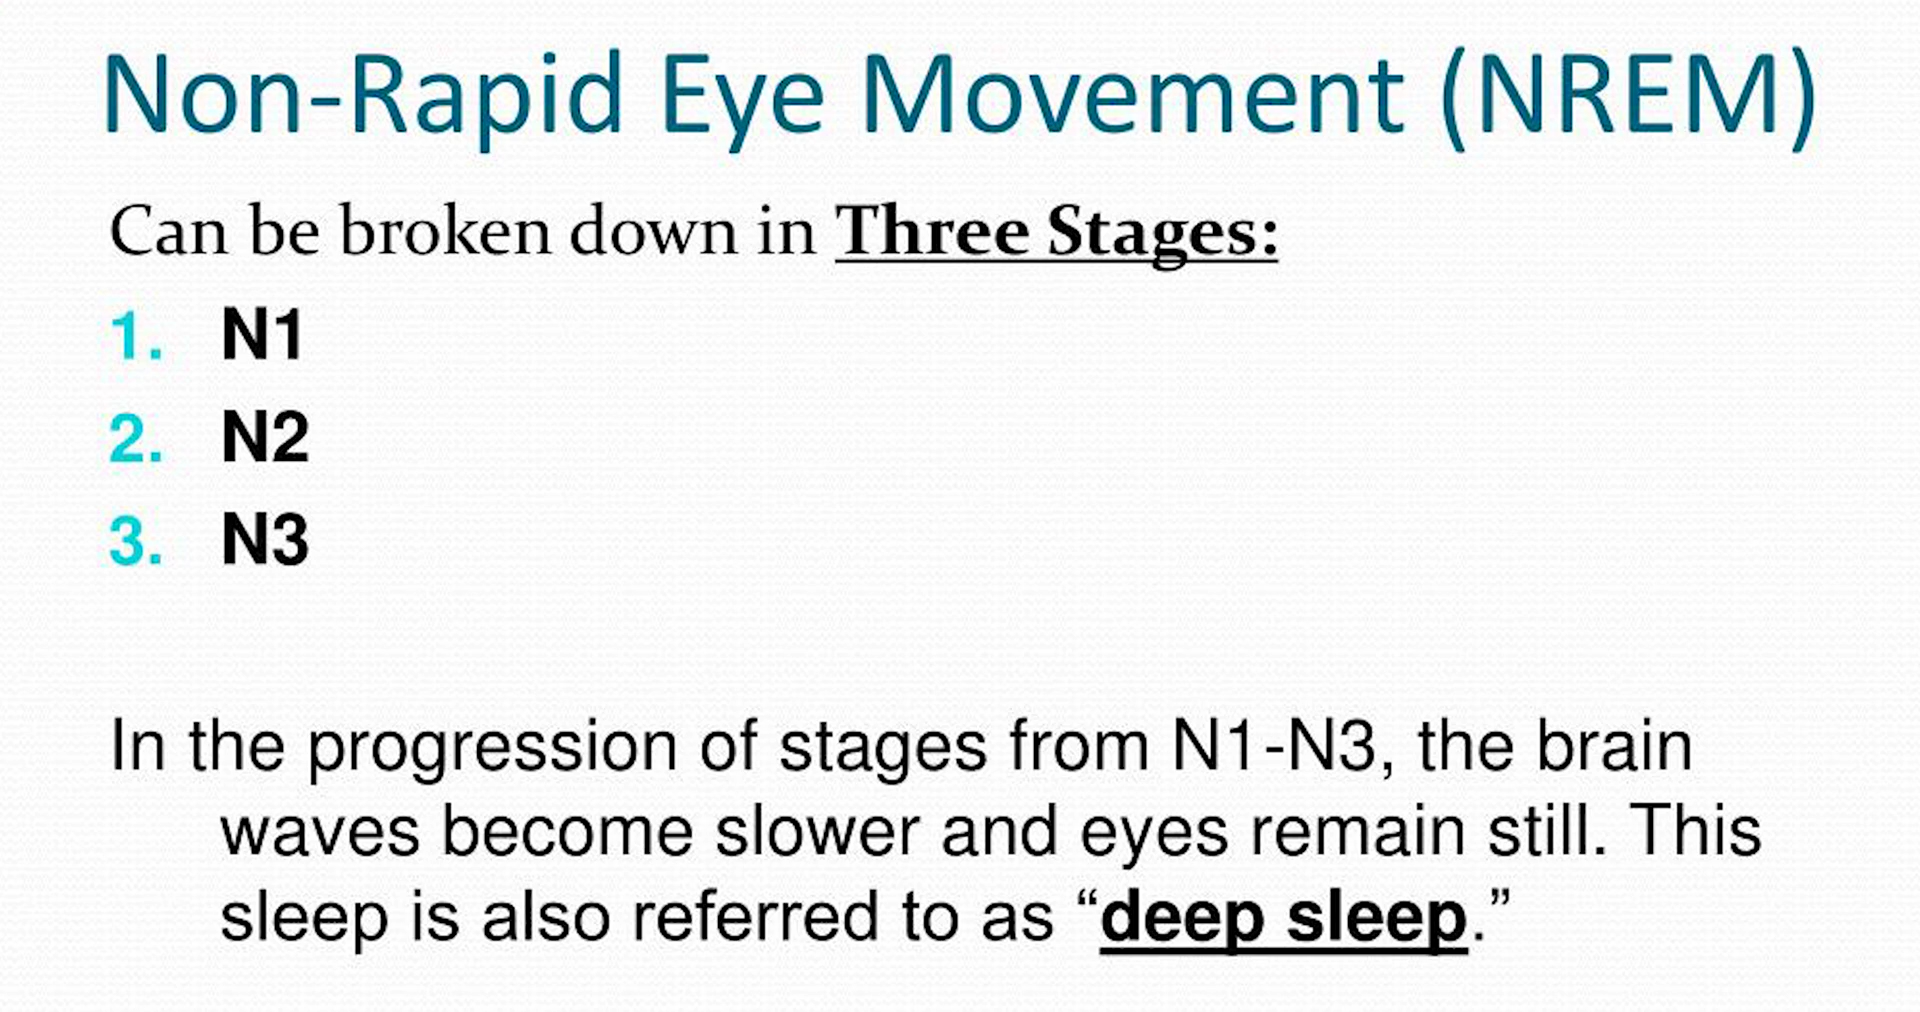 Non-Rapid Eye Movement (NREM)
Can be broken down in Three Stages:
1. N1
2. N2
3. N3
In the progression of stages from N1-N3, the brain
waves become slower and eyes remain still. This
sleep is also referred to as “deep sleep.”